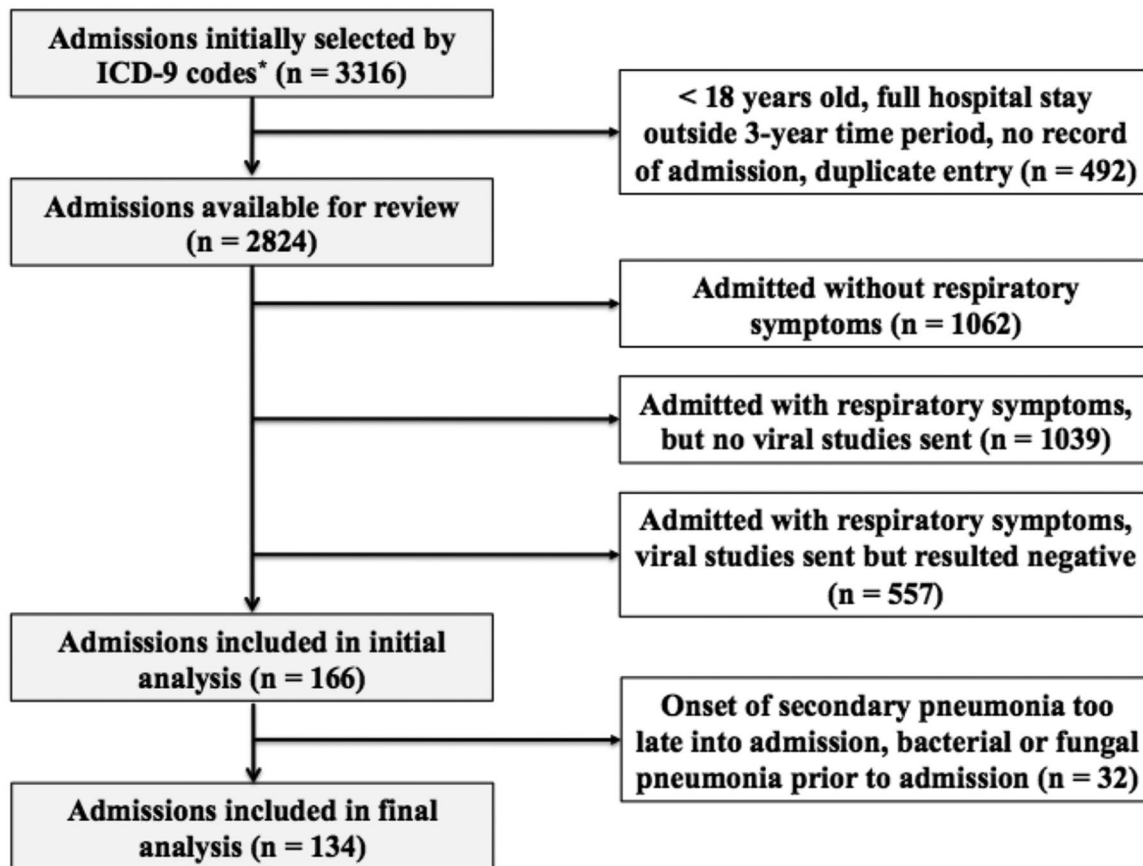 Admissions initially selected by
ICD-9 codes* (n = 3316)
< 18 years old, full hospital stay
outside 3-year time period, no record
of admission, duplicate entry (n = 492)
Admissions available for review
(n = 2824)
Admitted without respiratory
symptoms (n = 1062)
Admitted with respiratory symptoms,
but no viral studies sent (n = 1039)
Admitted with respiratory symptoms,
viral studies sent but resulted negative
(n = 557)
Admissions included in initial
analysis (n = 166)
Onset of secondary pneumonia too
late into admission, bacterial or fungal
pneumonia prior to admission (n = 32)
Admissions included in final
analysis (n = 134)